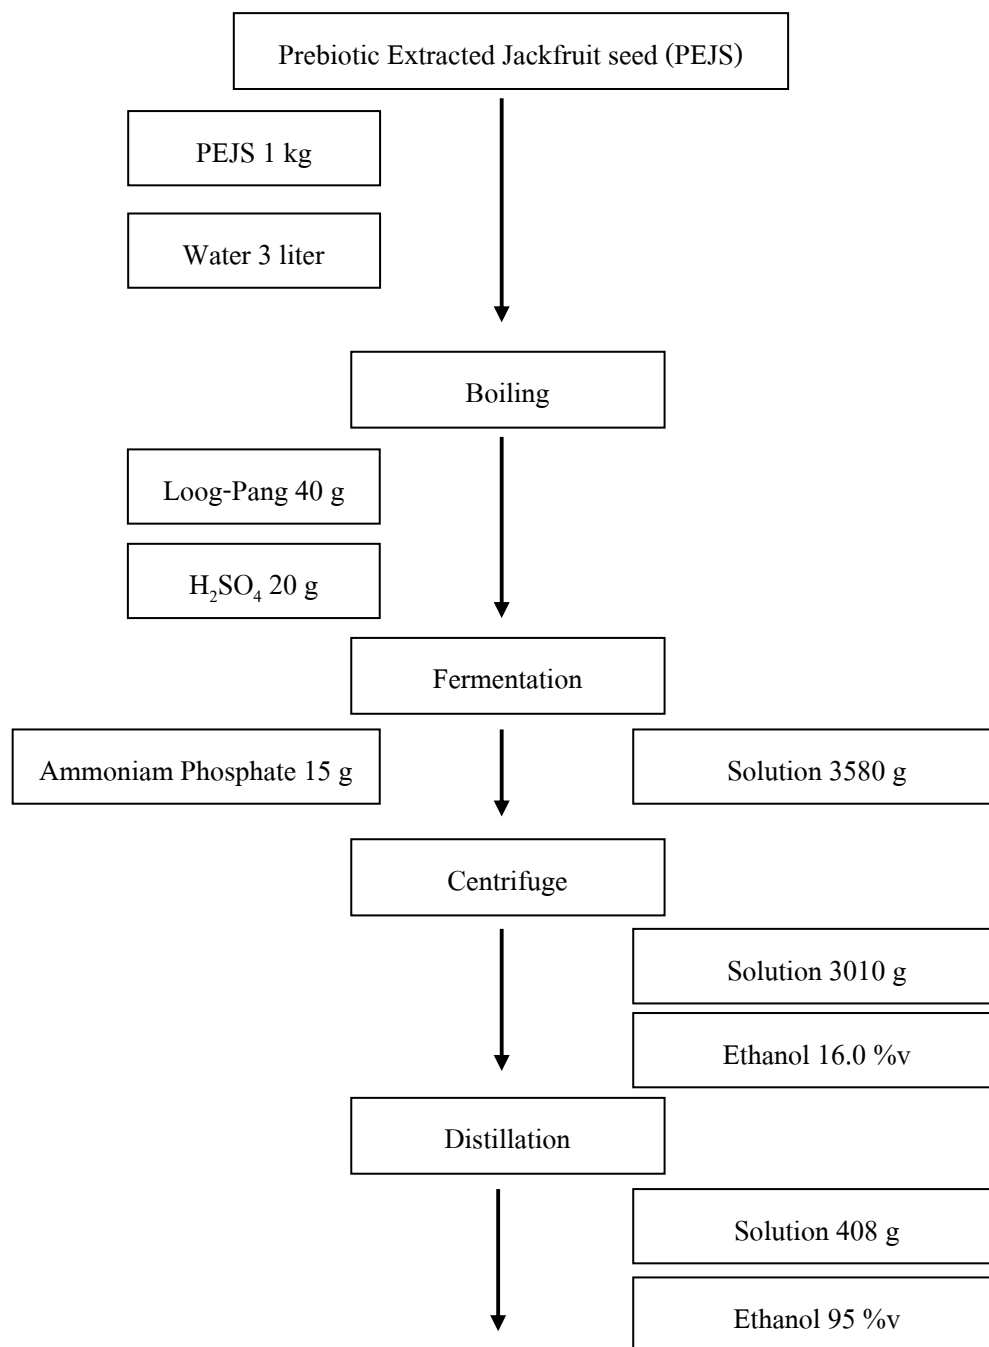 Prebiotic Extracted Jackfruit seed (PEJS)
PEJS 1 kg
Water 3 liter
Boiling
Loog-Pang 40 g
H₂SO₄ 20 g
Fermentation
Ammoniam Phosphate 15 g
Solution 3580 g
Centrifuge
Solution 3010 g
Ethanol 16.0 %v
Distillation
Solution 408 g
Ethanol 95 %v